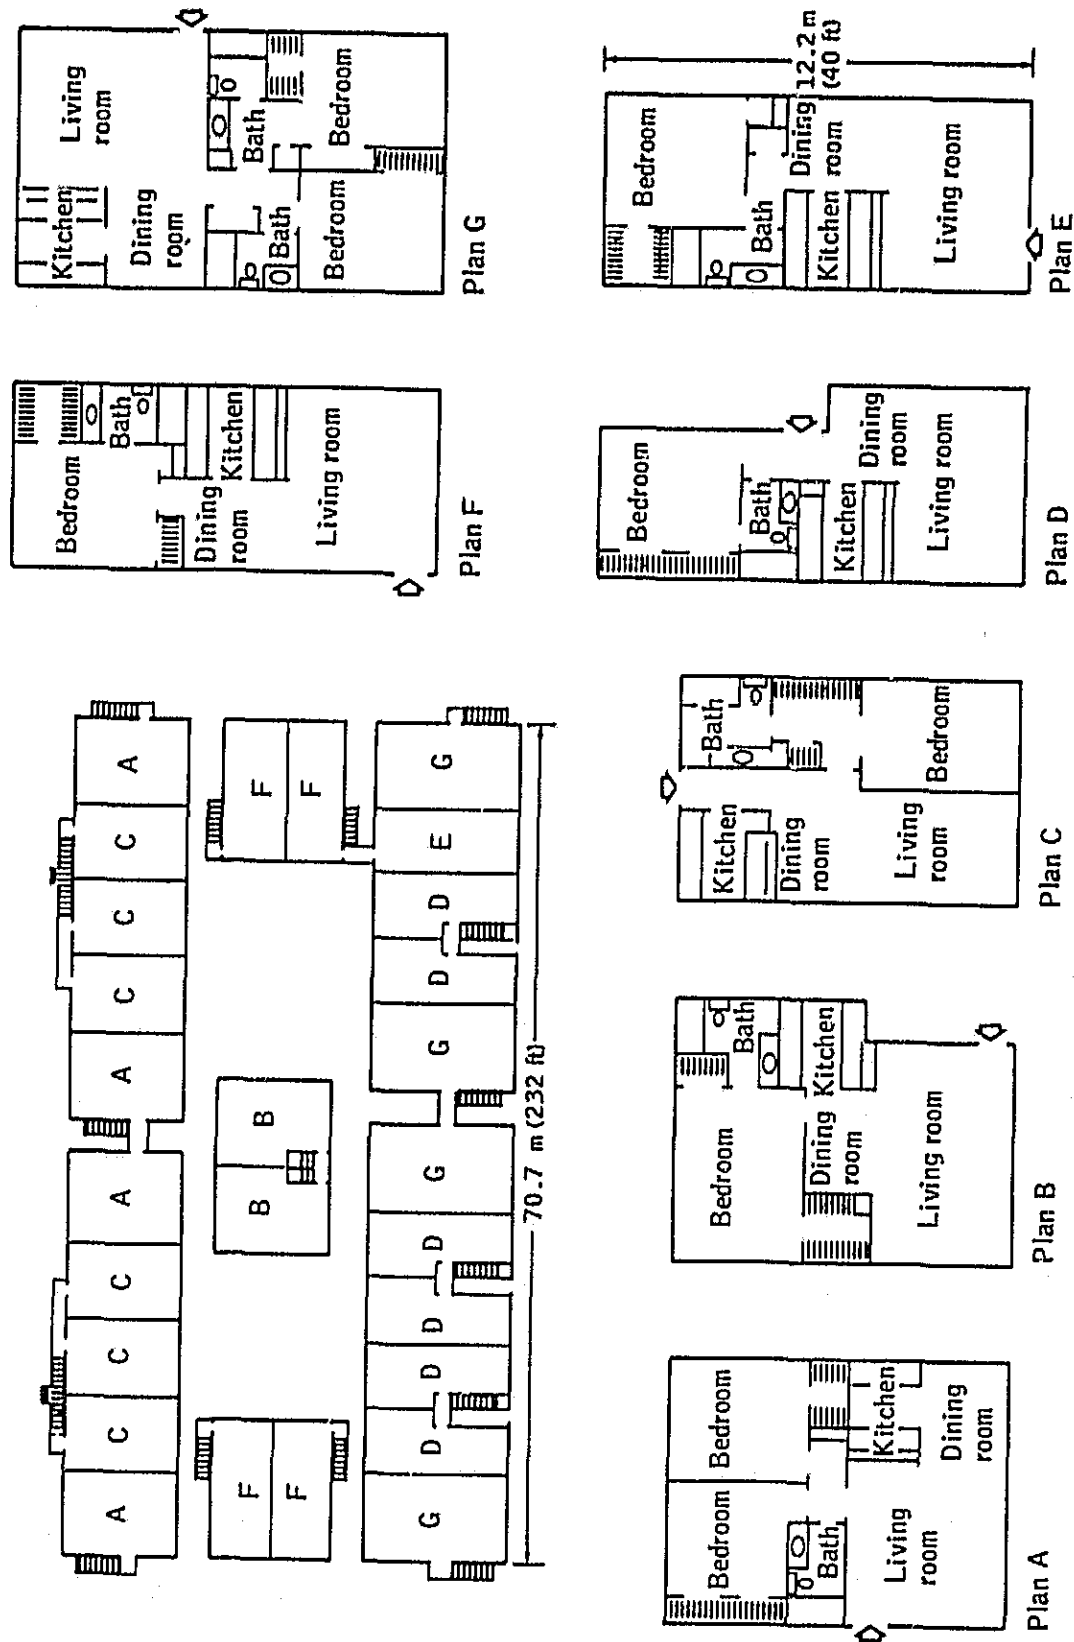 A
C
C
C
A
A
C
C
C
A
F
F
B
B
F
F
G
D
D
D
D
G
G
D
D
E
G
70.7 m (232 ft)
Bedroom
Bedroom
Bath
Kitchen
Living
room
Dining
room
Plan A
Bedroom
Bath
Dining
room
Kitchen
Living room
Plan B
Kitchen
Bath
Dining
room
Living
room
Bedroom
Plan C
Bedroom
Bath
Kitchen
Dining
room
Living room
Plan D
Bedroom
Bath
Dining
room
Kitchen
Living room
12.2 m
(40 ft)
Plan E
Bedroom
Bath
Dining
room
Kitchen
Living room
Plan F
Kitchen
Living
room
Dining
room
Bath
Bath
Bedroom
Bedroom
Plan G